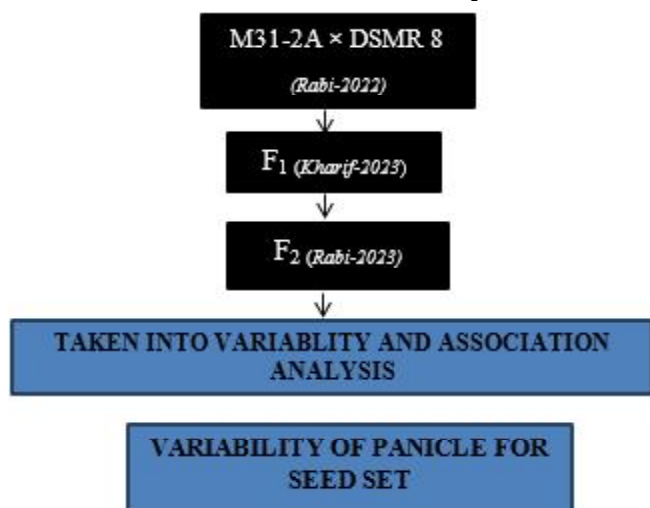 M31-2A × DSMR 8
(Rabi-2022)
F₁ (Kharif-2023)
F₂ (Rabi-2023)
TAKEN INTO VARIABLITY AND ASSOCIATION
ANALYSIS
VARIABILITY OF PANICLE FOR
SEED SET